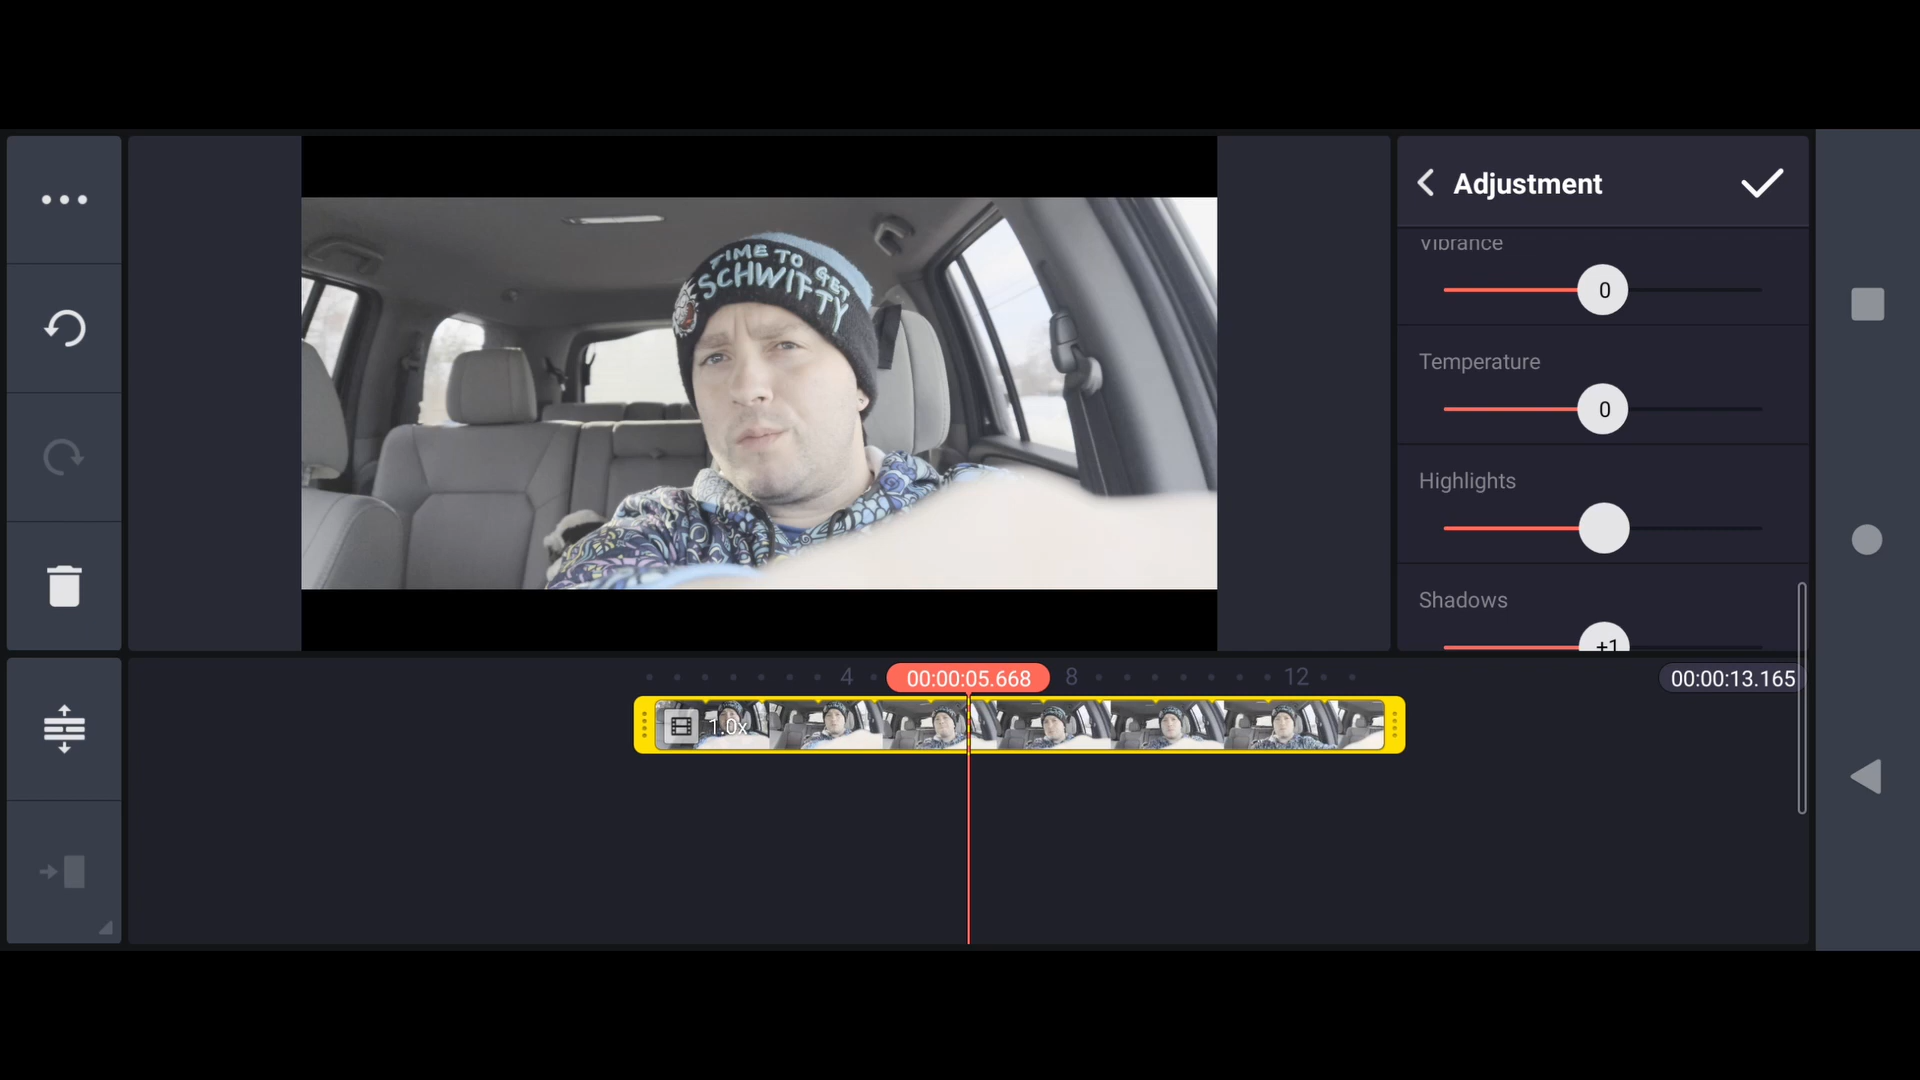 Adjustment
Vibrance
0
Temperature
0
Highlights
Shadows
+1
TIME TO GET
SCHWIFTY
4
00:00:05.668
8
12
00:00:13.165
1.0x